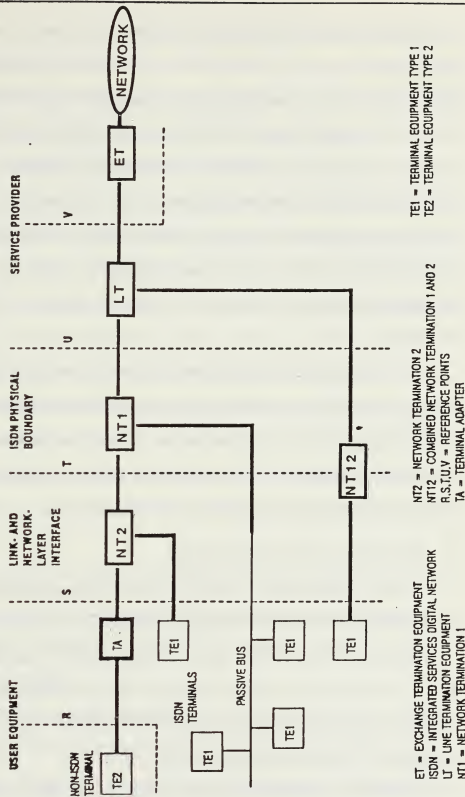 USER EQUIPMENT
LINK- AND
NETWORK-
LAYER
INTERFACE
ISDN PHYSICAL
BOUNDARY
SERVICE PROVIDER
R
S
T
U
V
NON-ISDN
TERMINAL
TE2
TA
NT2
NT1
LT
ET
NETWORK
TE1
ISDN TERMINALS
PASSIVE BUS
TE1
TE1
TE1
TE1
NT12
ET = EXCHANGE TERMINATION EQUIPMENT
ISDN = INTEGRATED SERVICES DIGITAL NETWORK
LT = LINE TERMINATION EQUIPMENT
NT1 = NETWORK TERMINATION 1
NT2 = NETWORK TERMINATION 2
NT12 = COMBINED NETWORK TERMINATION 1 AND 2
R,S,T,U,V = REFERENCE POINTS
TA = TERMINAL ADAPTER
TE1 = TERMINAL EQUIPMENT TYPE 1
TE2 = TERMINAL EQUIPMENT TYPE 2